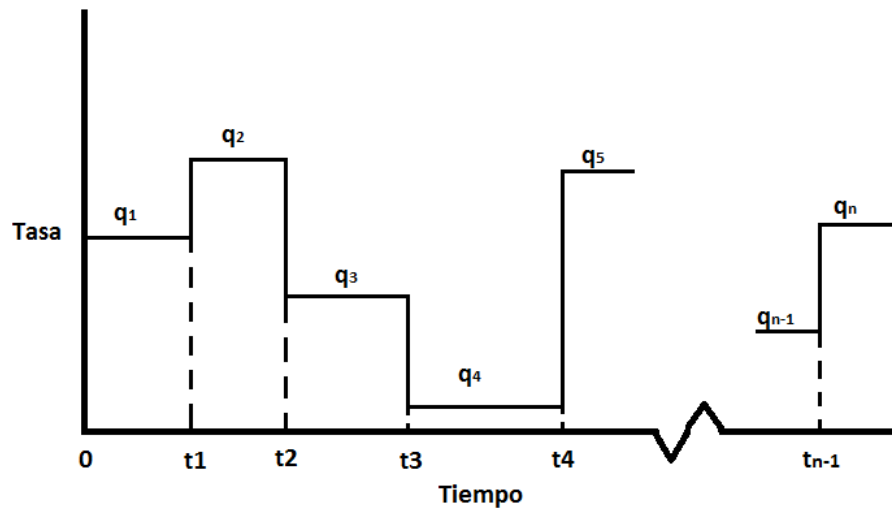 q2
q5
q1
qn
Tasa
q3
qn-1
q4
0 t1 t2 t3 t4 tn-1
Tiempo